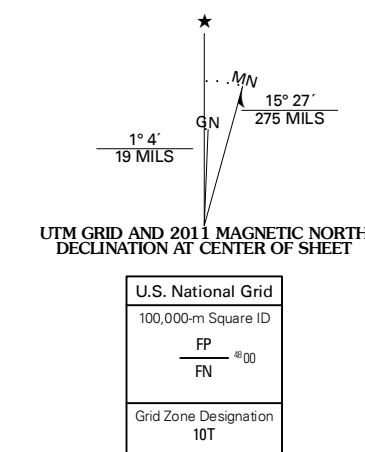 ★
MN
15° 27´
275 MILS
GN
1° 4´
19 MILS
UTM GRID AND 2011 MAGNETIC NORTH
DECLINATION AT CENTER OF SHEET
U.S. National Grid
100,000-m Square ID
FP
4800
FN
Grid Zone Designation
10T